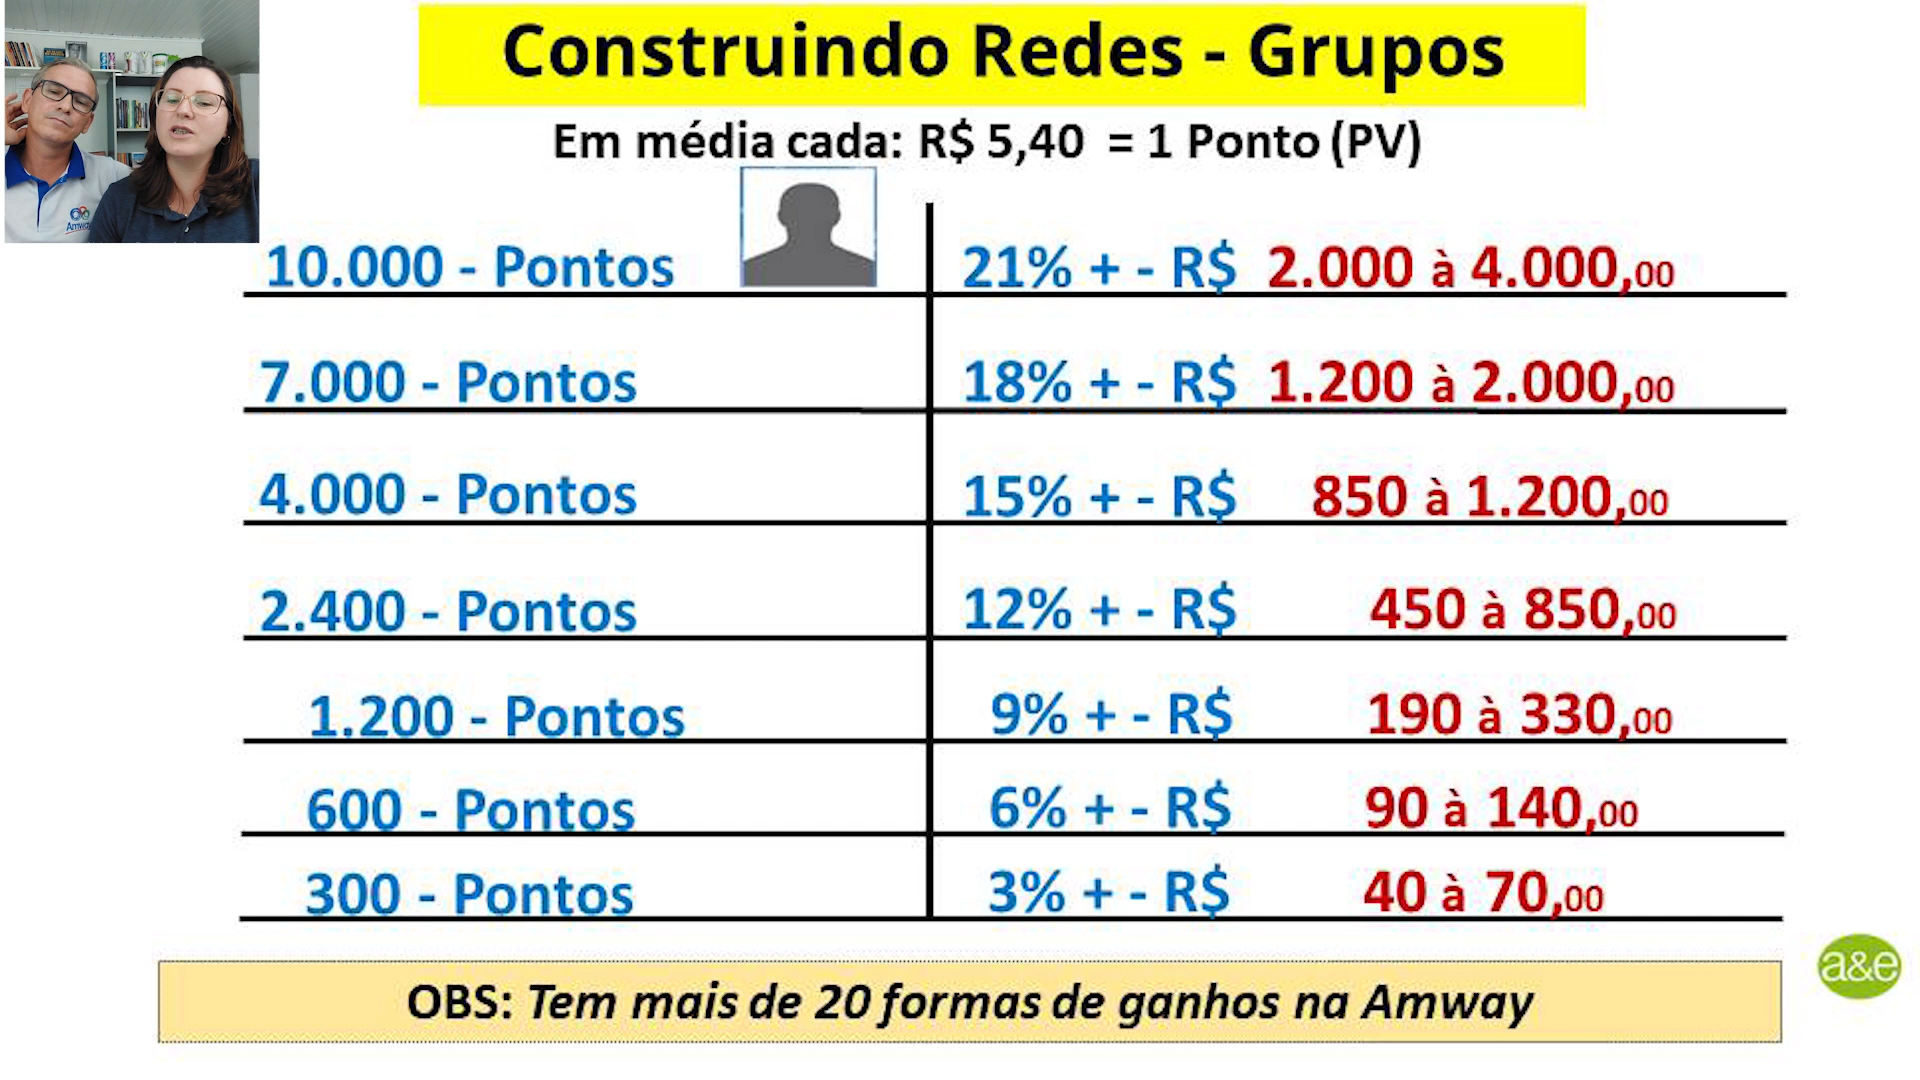 Construindo Redes - Grupos
Em média cada: R$ 5,40 = 1 Ponto (PV)
10.000 - Pontos 21% + - R$ 2.000 à 4.000,00
7.000 - Pontos 18% + - R$ 1.200 à 2.000,00
4.000 - Pontos 15% + - R$ 850 à 1.200,00
2.400 - Pontos 12% + - R$ 450 à 850,00
1.200 - Pontos 9% + - R$ 190 à 330,00
600 - Pontos 6% + - R$ 90 à 140,00
300 - Pontos 3% + - R$ 40 à 70,00
OBS: Tem mais de 20 formas de ganhos na Amway
a&e
Amway